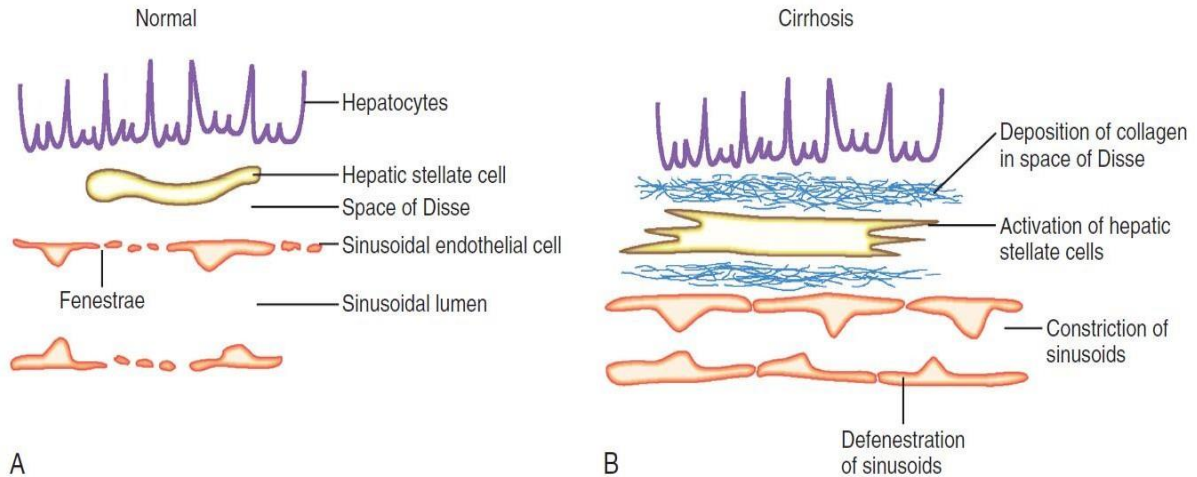 Normal
Hepatocytes
Hepatic stellate cell
Space of Disse
Sinusoidal endothelial cell
Fenestrae
Sinusoidal lumen
A
Cirrhosis
Deposition of collagen
in space of Disse
Activation of hepatic
stellate cells
Constriction of
sinusoids
Defenestration
of sinusoids
B